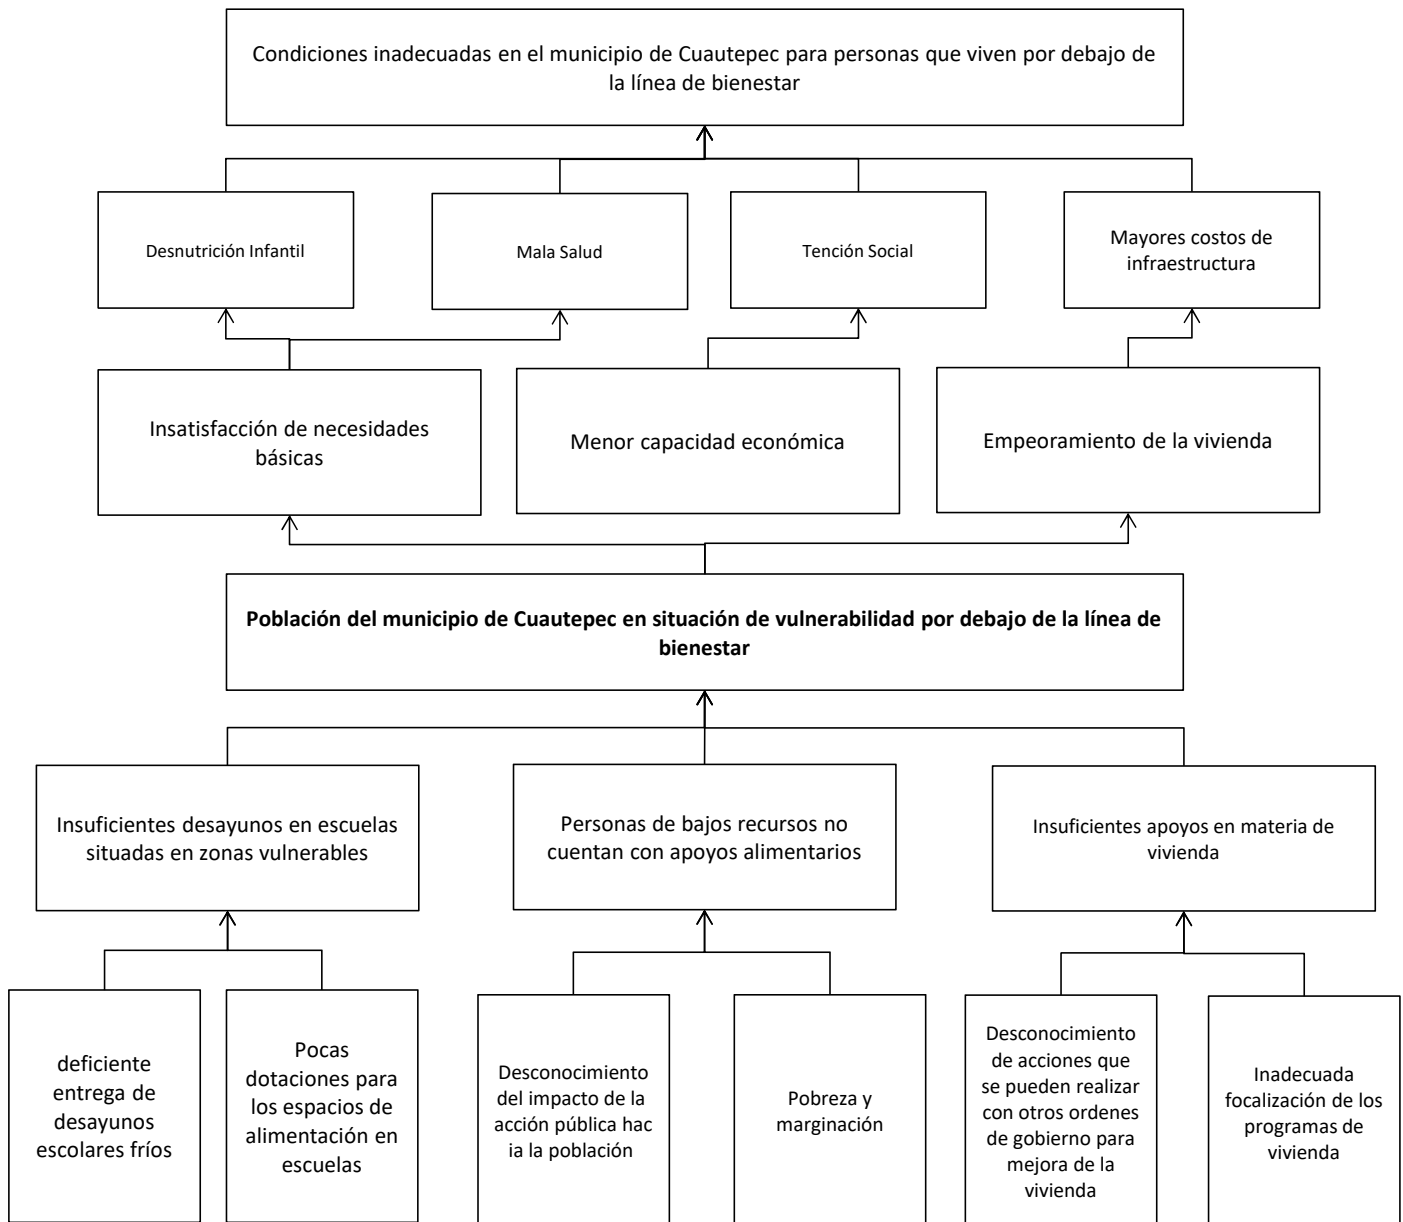 Condiciones inadecuadas en el municipio de Cuautepec para personas que viven por debajo de
la línea de bienestar
Desnutrición Infantil
Mala Salud
Tención Social
Mayores costos de
infraestructura
Insatisfacción de necesidades
básicas
Menor capacidad económica
Empeoramiento de la vivienda
Población del municipio de Cuautepec en situación de vulnerabilidad por debajo de la línea de
bienestar
Insuficientes desayunos en escuelas
situadas en zonas vulnerables
Personas de bajos recursos no
cuentan con apoyos alimentarios
Insuficientes apoyos en materia de
vivienda
deficiente
entrega de
desayunos
escolares fríos
Pocas
dotaciones para
los espacios de
alimentación en
escuelas
Desconocimiento
del impacto de la
acción pública hac
ia la población
Pobreza y
marginación
Desconocimiento
de acciones que
se pueden realizar
con otros ordenes
de gobierno para
mejora de la
vivienda
Inadecuada
focalización de los
programas de
vivienda